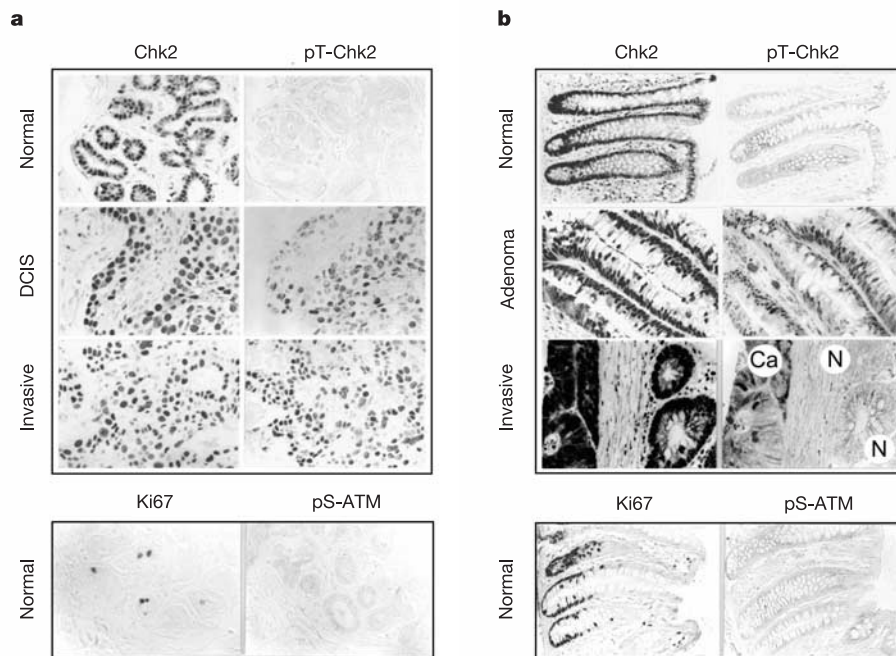 a
Chk2 pT-Chk2
Normal
DCIS
Invasive
Ki67 pS-ATM
Normal
b
Chk2 pT-Chk2
Normal
Adenoma
Invasive
Ca N
N
Ki67 pS-ATM
Normal